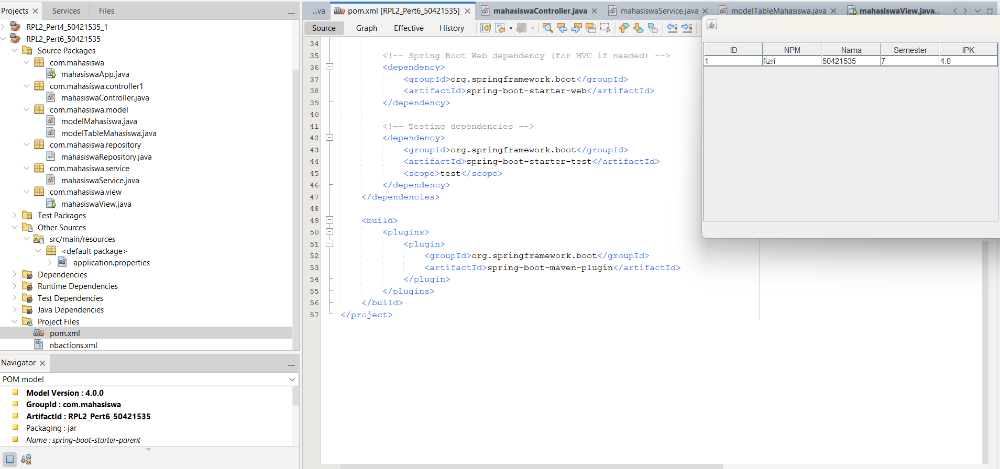 Projects
Services
Files
RPL2_Pert4_50421535_1
RPL2_Pert6_50421535
Source Packages
com.mahasiswa
mahasiswaApp.java
com.mahasiswa.controller1
mahasiswaController.java
com.mahasiswa.model
modelMahasiswa.java
modelTableMahasiswa.java
com.mahasiswa.repository
mahasiswaRepository.java
com.mahasiswa.service
mahasiswaService.java
com.mahasiswa.view
mahasiswaView.java
Test Packages
Other Sources
src/main/resources
<default package>
application.properties
Dependencies
Runtime Dependencies
Test Dependencies
Java Dependencies
Project Files
pom.xml
nbactions.xml
Navigator
POM model
Model Version : 4.0.0
GroupId : com.mahasiswa
ArtifactId : RPL2_Pert6_50421535
Packaging : jar
Name : spring-boot-starter-parent
...va
pom.xml [RPL2_Pert6_50421535]
mahasiswaController.java
mahasiswaService.java
modelTableMahasiswa.java
mahasiswaView.java...
Source
Graph
Effective
History
34
35 <!-- Spring Boot Web dependency (for MVC if needed) -->
36 <dependency>
37 <groupId>org.springframework.boot</groupId>
38 <artifactId>spring-boot-starter-web</artifactId>
39 </dependency>
40
41 <!-- Testing dependencies -->
42 <dependency>
43 <groupId>org.springframework.boot</groupId>
44 <artifactId>spring-boot-starter-test</artifactId>
45 <scope>test</scope>
46 </dependency>
47 </dependencies>
48
49 <build>
50 <plugins>
51 <plugin>
52 <groupId>org.springframework.boot</groupId>
53 <artifactId>spring-boot-maven-plugin</artifactId>
54 </plugin>
55 </plugins>
56 </build>
57 </project>
ID NPM Nama Semester IPK
1 fizri 50421535 7 4.0